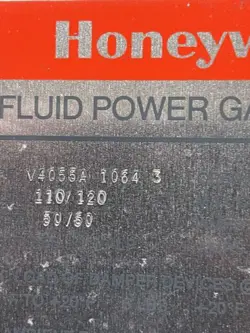 Honeyw
FLUID POWER GA
V4055A 1064 3
110/120
50/60